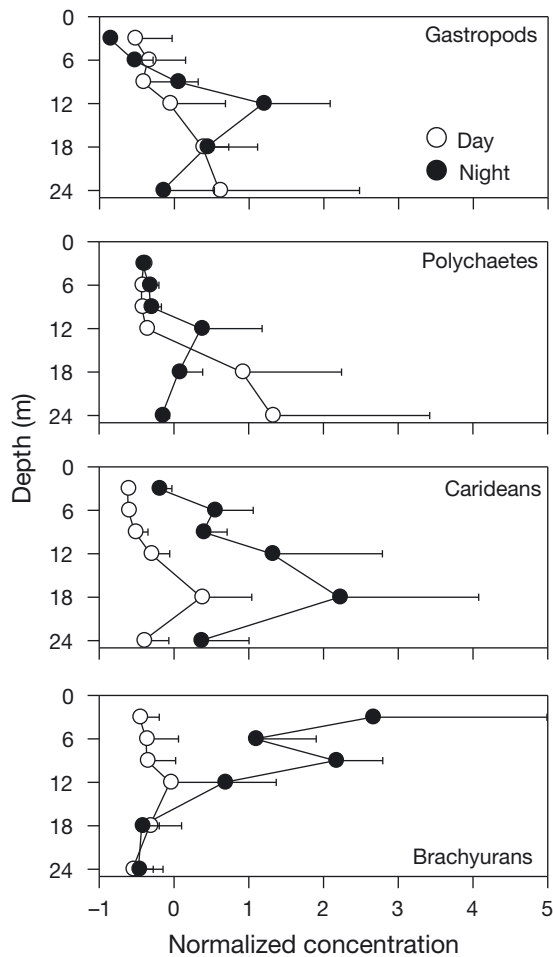 0
6
12
18
24
Gastropods
Day
Night
0
6
12
18
24
Polychaetes
Depth (m)
0
6
12
18
24
Carideans
0
6
12
18
24
Brachyurans
−1 0 1 2 3 4 5
Normalized concentration